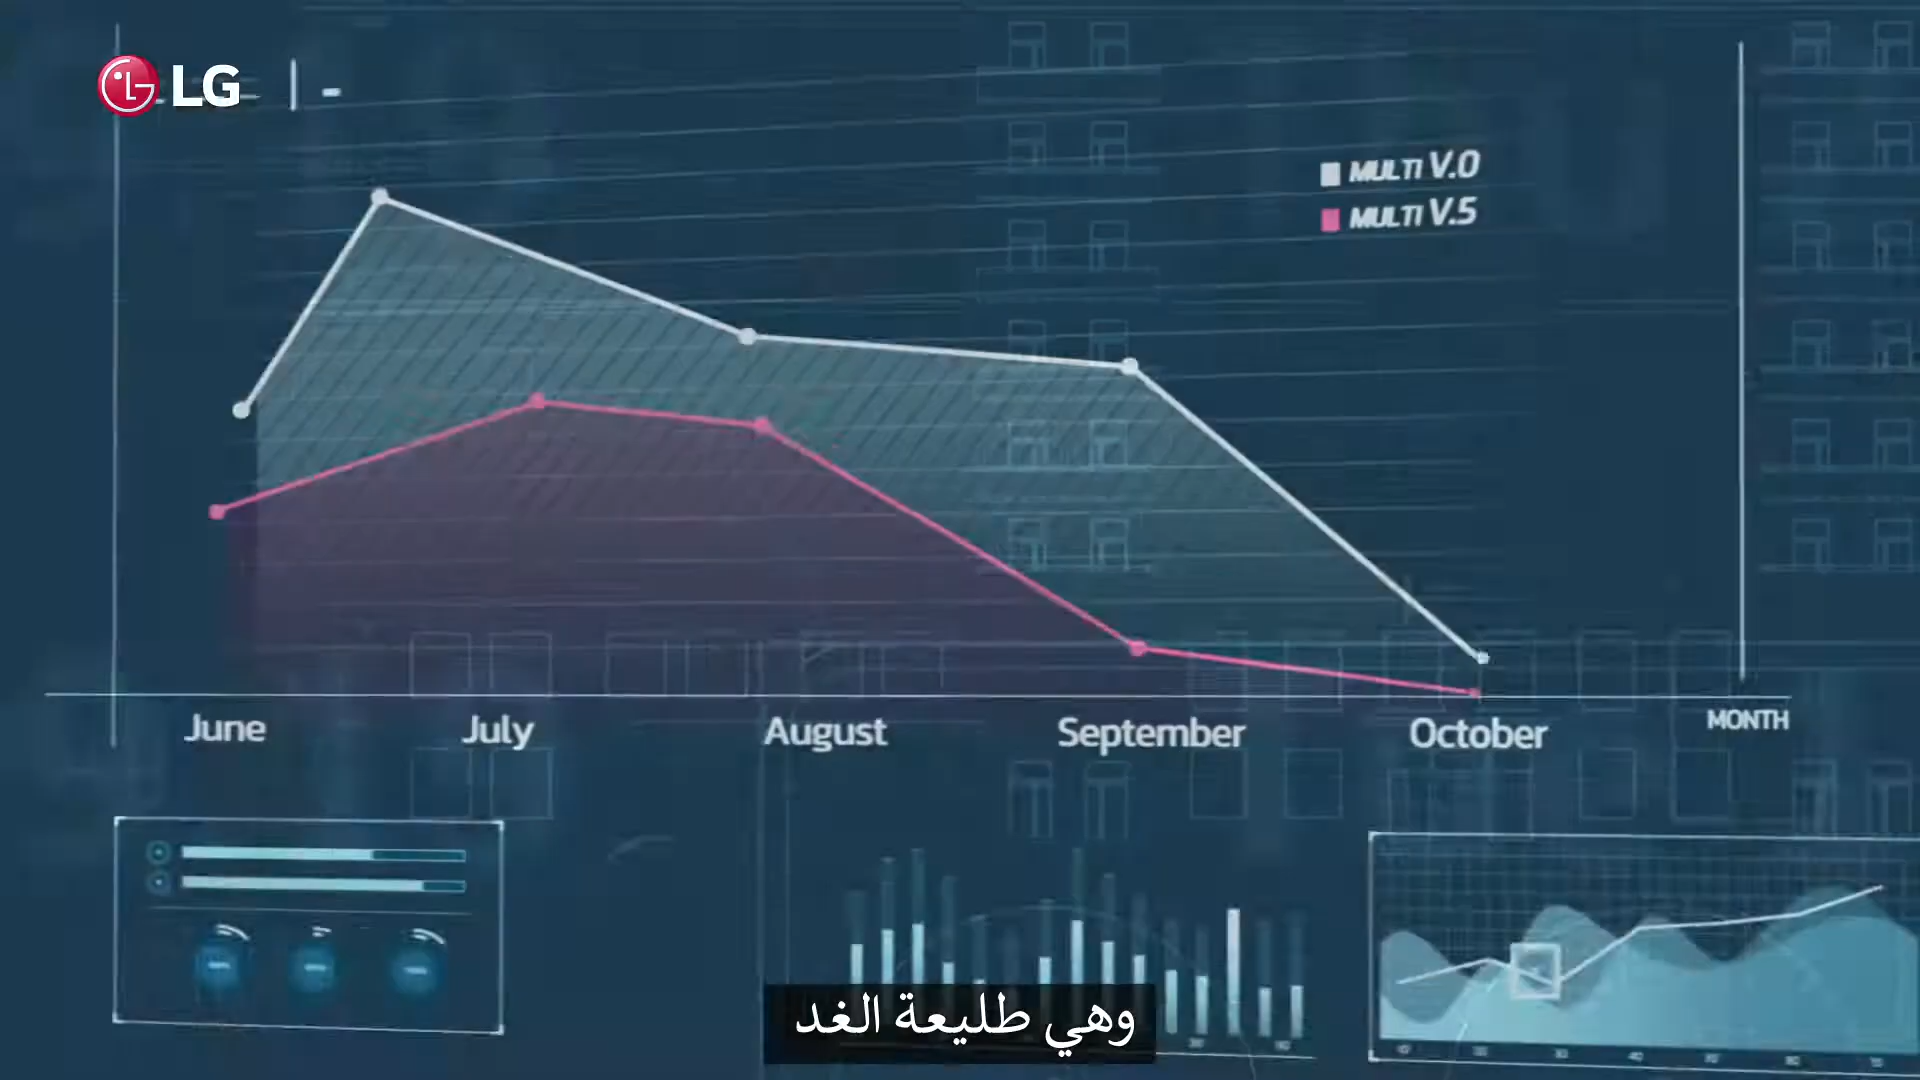 LG
MULTI V.0
MULTI V.5
June July August September October MONTH
وهي طليعة الغد